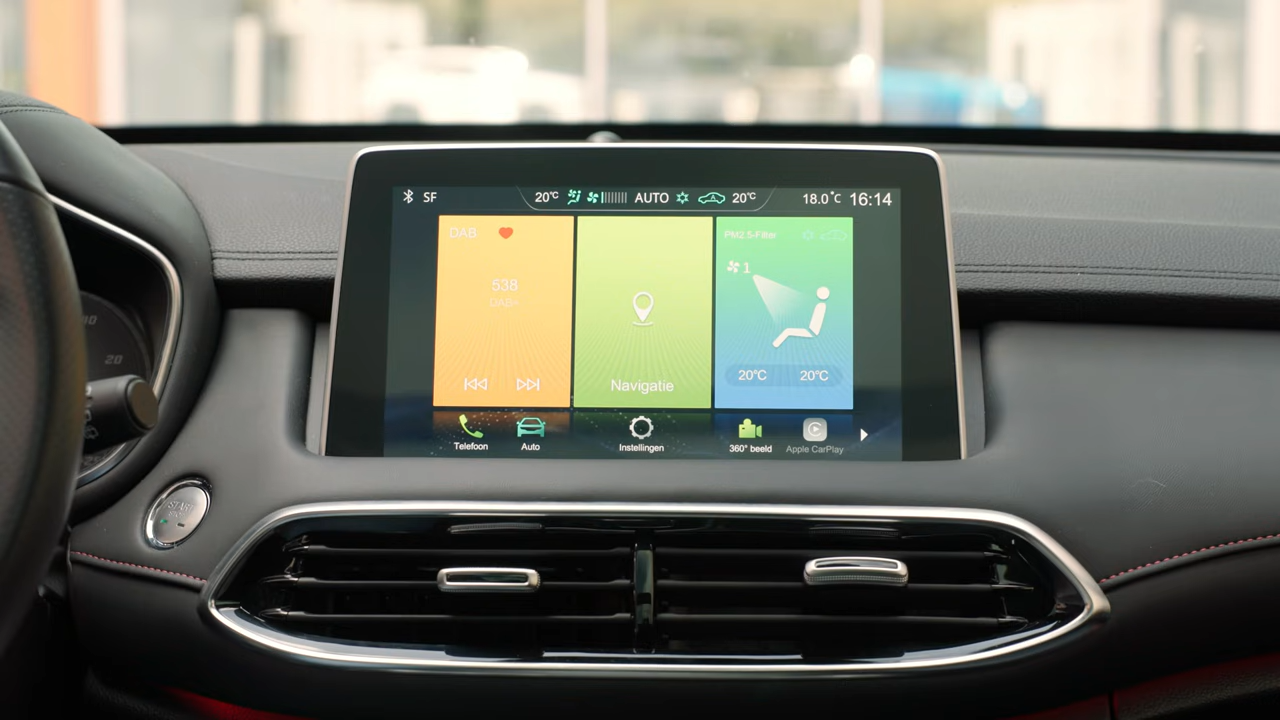 SF
20℃ AUTO 20℃
18.0℃ 16:14
DAB
538
DAB+
Navigatie
PM2.5-Filter
1
20℃ 20℃
Telefoon
Auto
Instellingen
360° beeld
Apple CarPlay
20
START